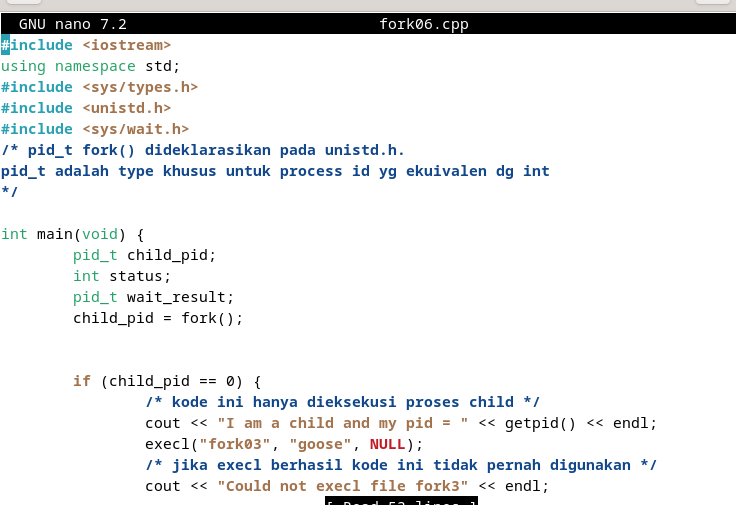 GNU nano 7.2 fork06.cpp
#include <iostream>
using namespace std;
#include <sys/types.h>
#include <unistd.h>
#include <sys/wait.h>
/* pid_t fork() dideklarasikan pada unistd.h.
pid_t adalah type khusus untuk process id yg ekuivalen dg int
*/
int main(void) {
pid_t child_pid;
int status;
pid_t wait_result;
child_pid = fork();
if (child_pid == 0) {
/* kode ini hanya dieksekusi proses child */
cout << "I am a child and my pid = " << getpid() << endl;
execl("fork03", "goose", NULL);
/* jika execl berhasil kode ini tidak pernah digunakan */
cout << "Could not execl file fork3" << endl;